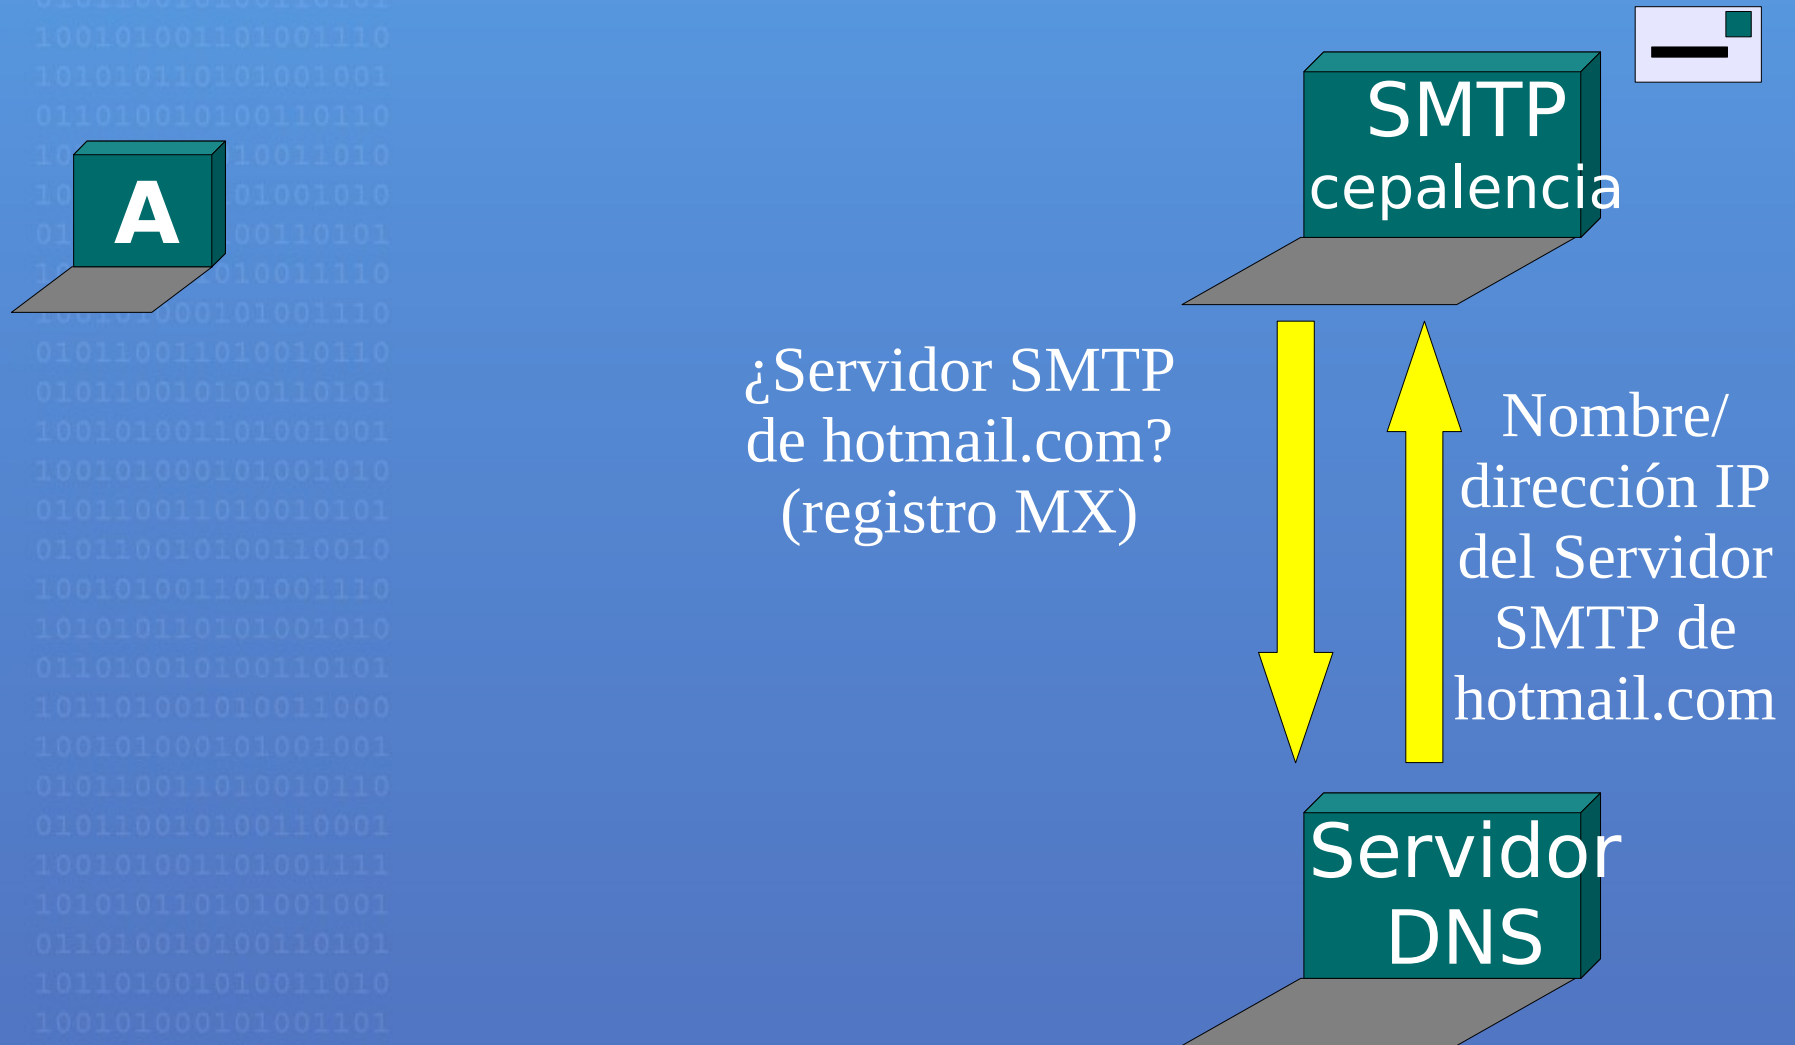 A
SMTP
cepalencia
¿Servidor SMTP
de hotmail.com?
(registro MX)
Nombre/
dirección IP
del Servidor
SMTP de
hotmail.com
Servidor
DNS